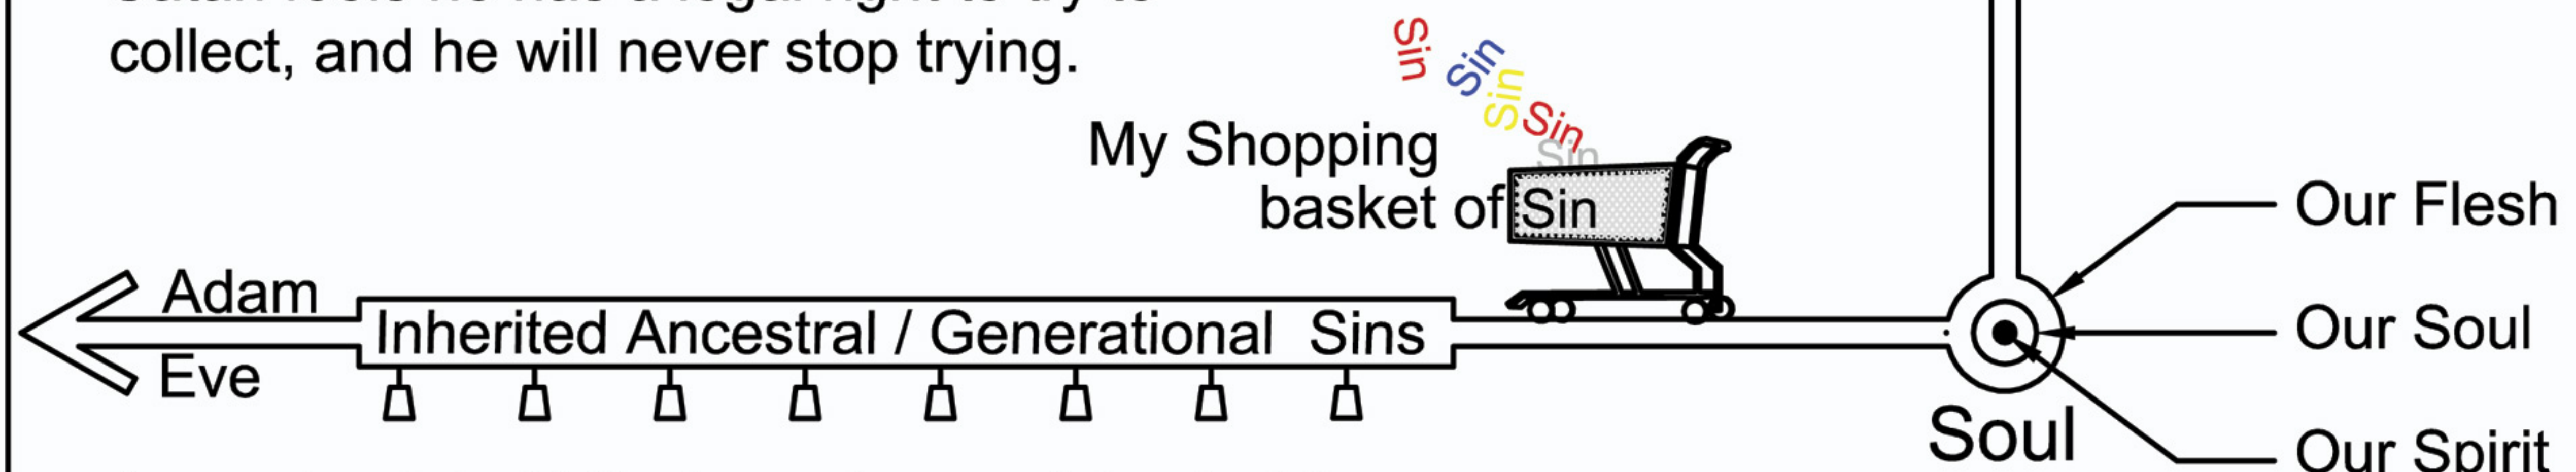 collect, and he will never stop trying.
Sin
Sin
Sin
Sin
Sin
My Shopping
basket of Sin
Adam
Eve
Inherited Ancestral / Generational Sins
Our Flesh
Our Soul
Our Spirit
Soul